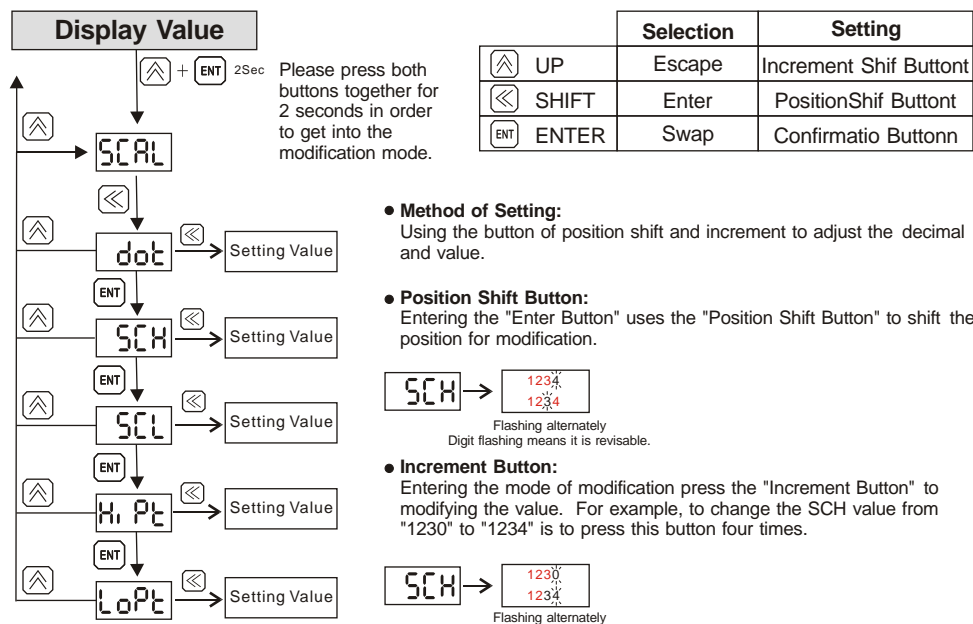 Display Value
+ ENT 2Sec
Please press both
buttons together for
2 seconds in order
to get into the
modification mode.
Selection Setting
UP Escape Increment Shif Buttont
SHIFT Enter PositionShif Buttont
ENT ENTER Swap Confirmatio Buttonn
SCAL
dot Setting Value
ENT
SCH Setting Value
ENT
SCL Setting Value
ENT
Hi Pt Setting Value
ENT
LoPt Setting Value
Method of Setting:
Using the button of position shift and increment to adjust the decimal
and value.
Position Shift Button:
Entering the "Enter Button" uses the "Position Shift Button" to shift the
position for modification.
SCH
1234
1234
Flashing alternately
Digit flashing means it is revisable.
Increment Button:
Entering the mode of modification press the "Increment Button" to
modifying the value. For example, to change the SCH value from
"1230" to "1234" is to press this button four times.
SCH
1230
1234
Flashing alternately